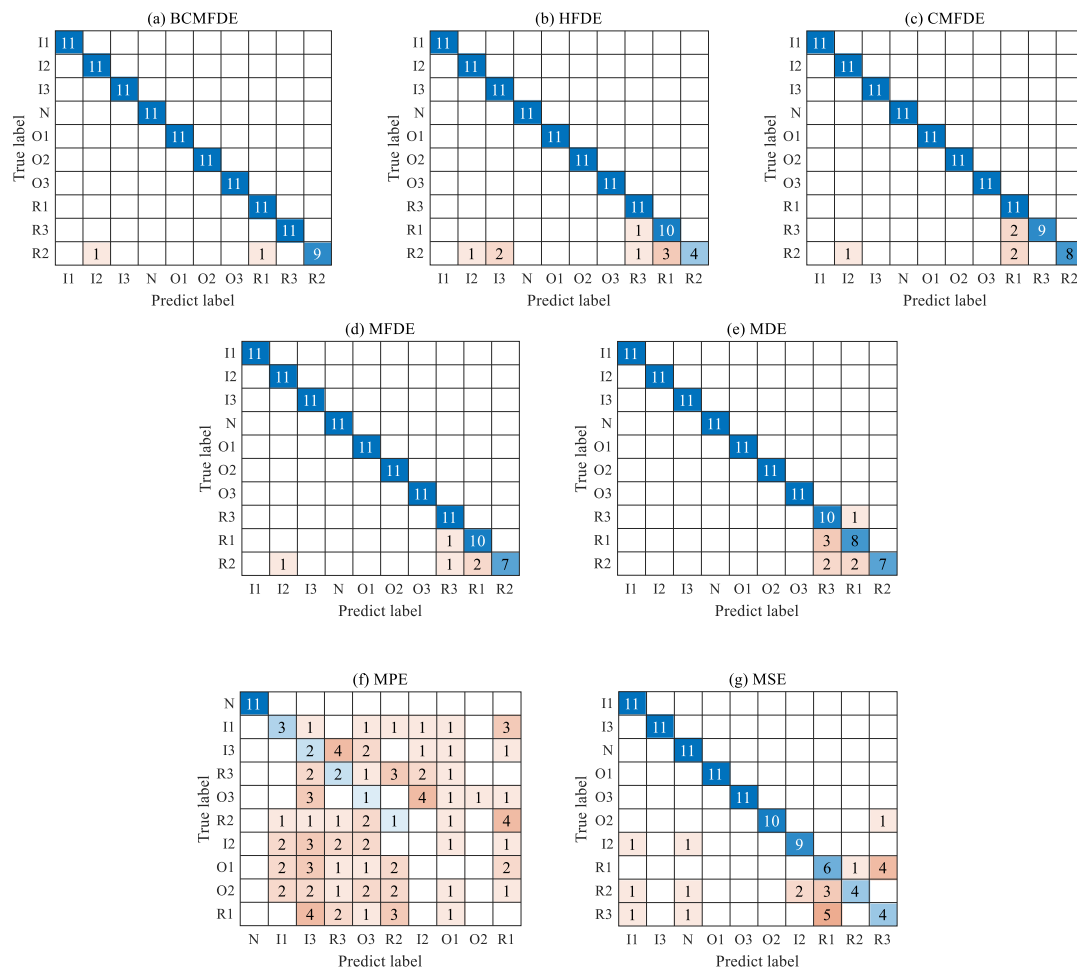 (a) BCMFDE
True label
I1 11
I2 11
I3 11
N 11
O1 11
O2 11
O3 11
R1 11
R3 11
R2 1 1 9
I1 I2 I3 N O1 O2 O3 R1 R3 R2
Predict label
(b) HFDE
True label
I1 11
I2 11
I3 11
N 11
O1 11
O2 11
O3 11
R3 11
R1 1 10
R2 1 2 1 3 4
I1 I2 I3 N O1 O2 O3 R3 R1 R2
Predict label
(c) CMFDE
True label
I1 11
I2 11
I3 11
N 11
O1 11
O2 11
O3 11
R1 11
R3 2 9
R2 1 2 8
I1 I2 I3 N O1 O2 O3 R1 R3 R2
Predict label
(d) MFDE
True label
I1 11
I2 11
I3 11
N 11
O1 11
O2 11
O3 11
R3 11
R1 1 10
R2 1 1 2 7
I1 I2 I3 N O1 O2 O3 R3 R1 R2
Predict label
(e) MDE
True label
I1 11
I2 11
I3 11
N 11
O1 11
O2 11
O3 11
R3 10 1
R1 3 8
R2 2 2 7
I1 I2 I3 N O1 O2 O3 R3 R1 R2
Predict label
(f) MPE
True label
N 11
I1 3 1 1 1 1 1 3
I3 2 4 2 1 1 1
R3 2 2 1 3 2 1
O3 3 1 4 1 1 1
R2 1 1 1 2 1 1 4
I2 2 3 2 2 1 1
O1 2 3 1 1 2 2
O2 2 2 1 2 2 1 1
R1 4 2 1 3 1
N I1 I3 R3 O3 R2 I2 O1 O2 R1
Predict label
(g) MSE
True label
I1 11
I3 11
N 11
O1 11
O3 11
O2 10 1
I2 1 1 9
R1 6 1 4
R2 1 1 2 3 4
R3 1 1 5 4
I1 I3 N O1 O3 O2 I2 R1 R2 R3
Predict label